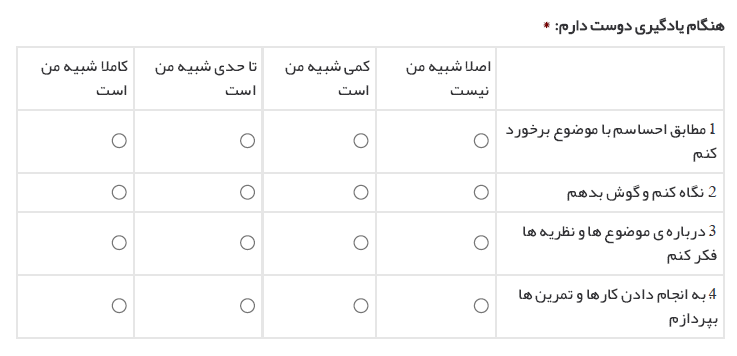 هنگام یادگیری دوست دارم: *
اصلا شبیه من
نیست
کمی شبیه من
است
تا حدی شبیه من
است
کاملا شبیه من
است
1 مطابق احساسم با موضوع برخورد
کنم
2 نگاه کنم و گوش بدهم
3 درباره ی موضوع ها و نظریه ها
فکر کنم
4 به انجام دادن کارها و تمرین ها
بپردازم